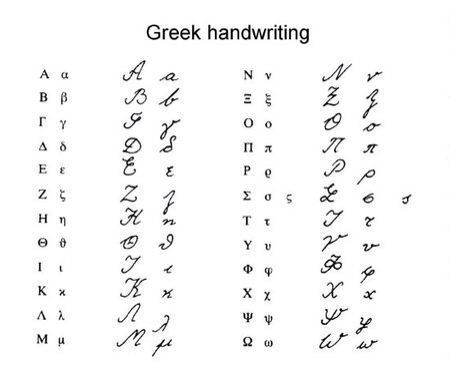 Greek handwriting
Α α Α α Ν ν Ν ν
Β β Β β Ξ ξ Ξ ξ
Γ γ Γ γ Ο ο Ο ο
Δ δ Δ δ Π π Π π
Ε ε Ε ε Ρ ϱ Ρ ρ
Ζ ζ Ζ ζ Σ σ ς Σ σ ς
Η η Η η Τ τ Τ τ
Θ ϑ Θ ϑ Υ υ Υ υ
Ι ι Ι ι Φ φ Φ φ
Κ ϰ Κ κ Χ χ Χ χ
Λ λ Λ λ Ψ ψ Ψ ψ
Μ μ Μ μ Ω ω Ω ω